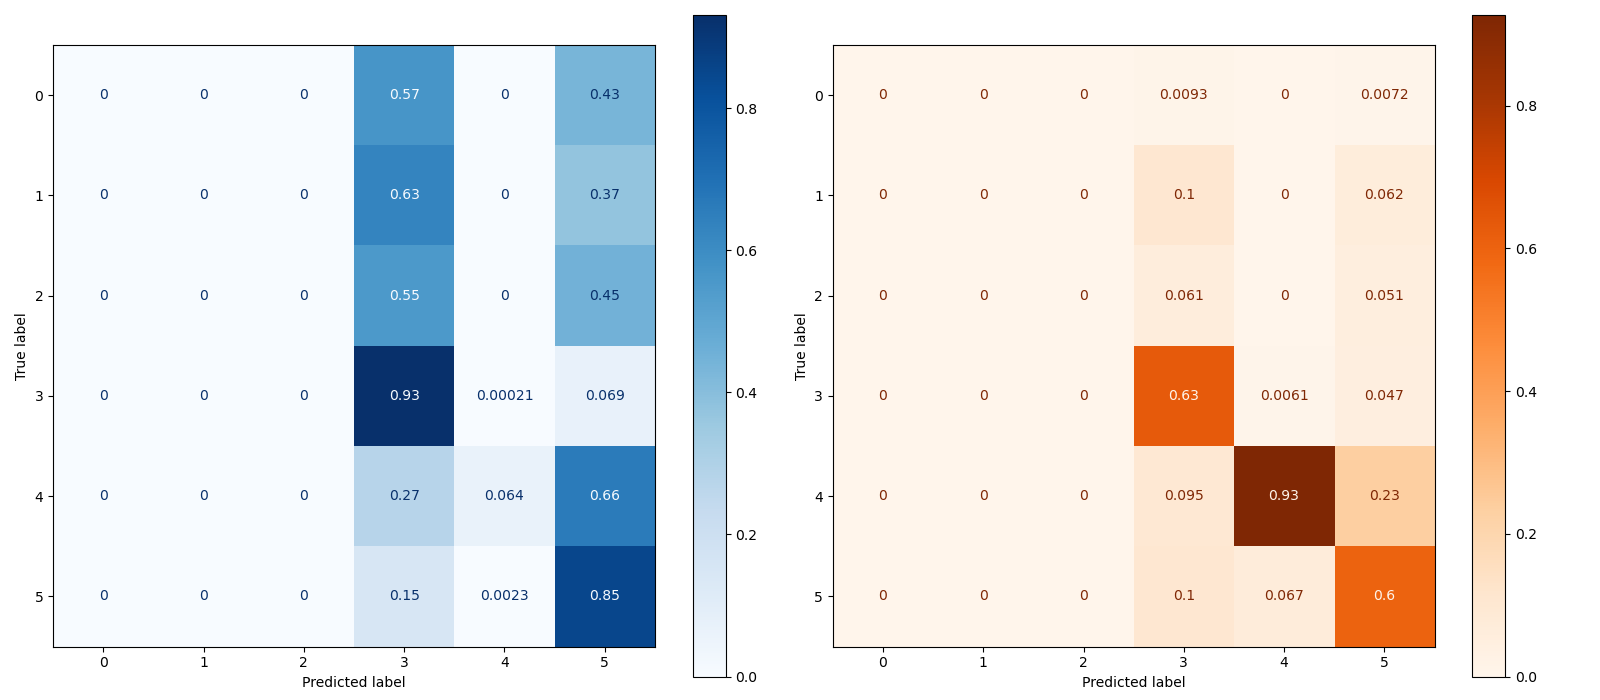 0 0 0 0 0.57 0 0.43
1 0 0 0 0.63 0 0.37
2 0 0 0 0.55 0 0.45
3 0 0 0 0.93 0.00021 0.069
4 0 0 0 0.27 0.064 0.66
5 0 0 0 0.15 0.0023 0.85
0 1 2 3 4 5
True label
Predicted label
0.8
0.6
0.4
0.2
0.0
0 0 0 0 0.0093 0 0.0072
1 0 0 0 0.1 0 0.062
2 0 0 0 0.061 0 0.051
3 0 0 0 0.63 0.0061 0.047
4 0 0 0 0.095 0.93 0.23
5 0 0 0 0.1 0.067 0.6
0 1 2 3 4 5
True label
Predicted label
0.8
0.6
0.4
0.2
0.0